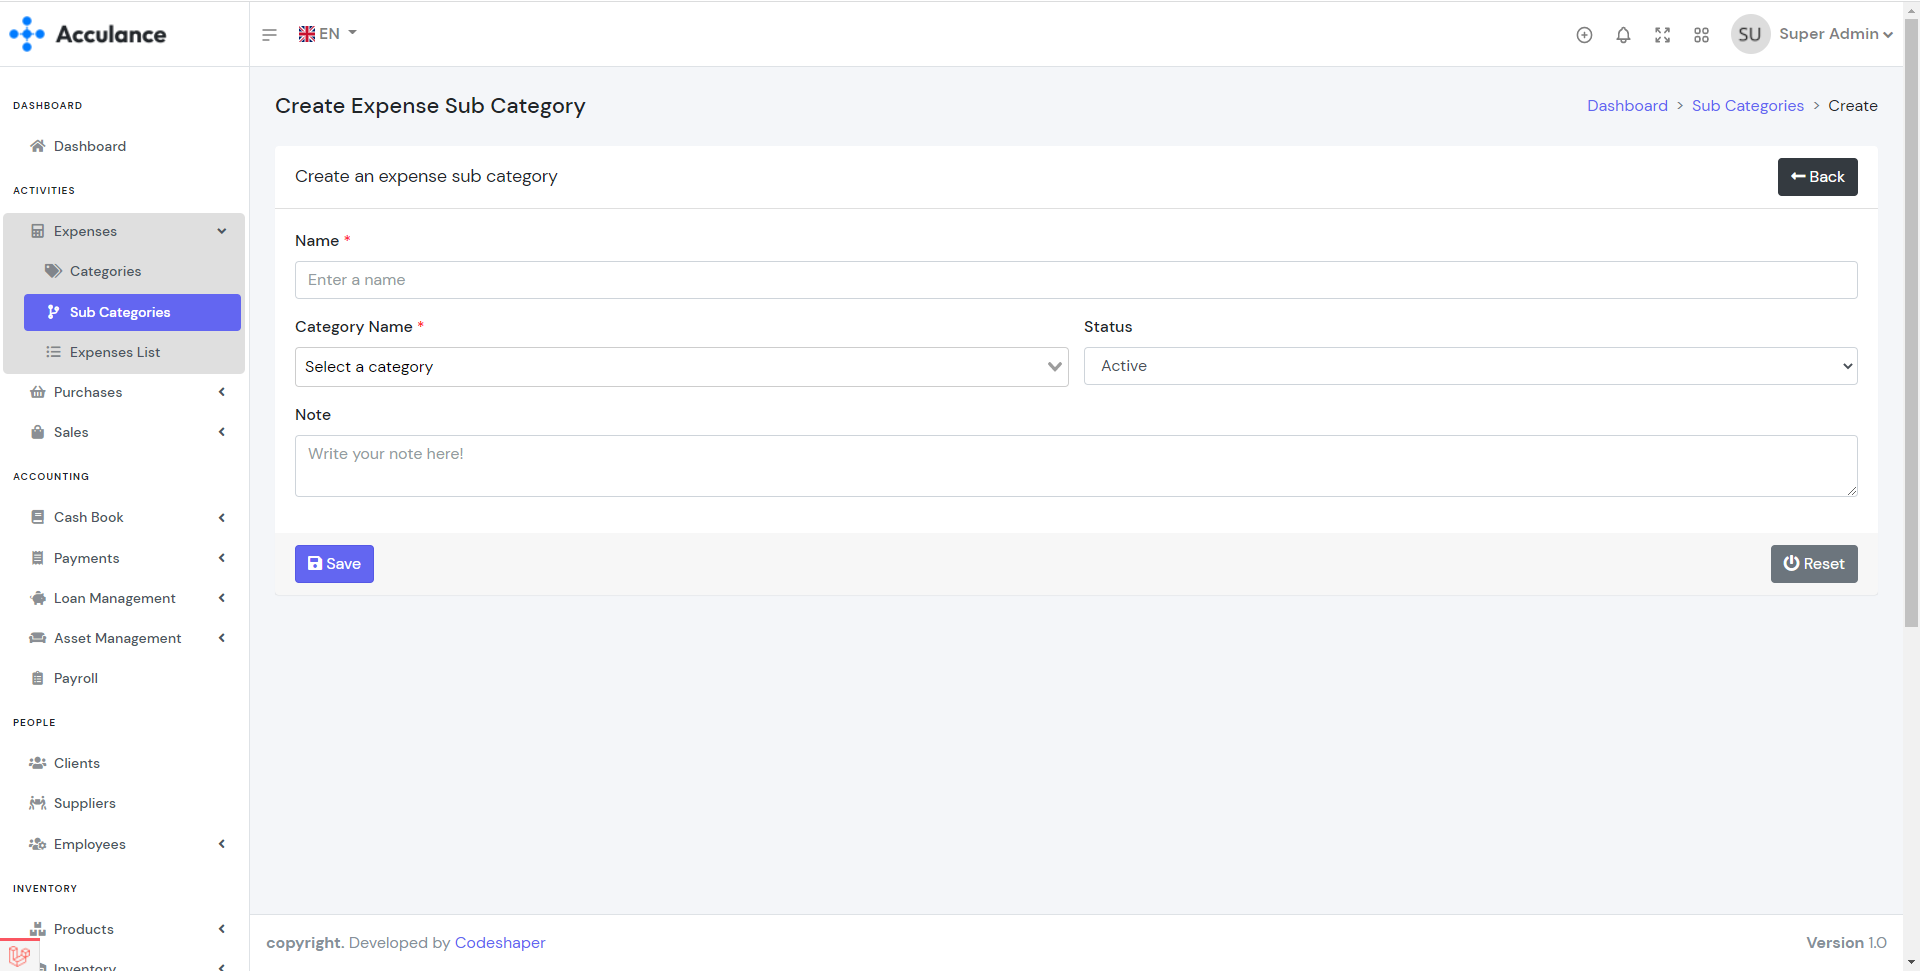 Acculance
EN
SU
Super Admin
DASHBOARD
Dashboard
ACTIVITIES
Expenses
Categories
Sub Categories
Expenses List
Purchases
Sales
ACCOUNTING
Cash Book
Payments
Loan Management
Asset Management
Payroll
PEOPLE
Clients
Suppliers
Employees
INVENTORY
Products
Inventory
Create Expense Sub Category
Dashboard > Sub Categories > Create
Create an expense sub category
Back
Name *
Enter a name
Category Name *
Select a category
Status
Active
Note
Write your note here!
Save
Reset
copyright. Developed by Codeshaper
Version 1.0